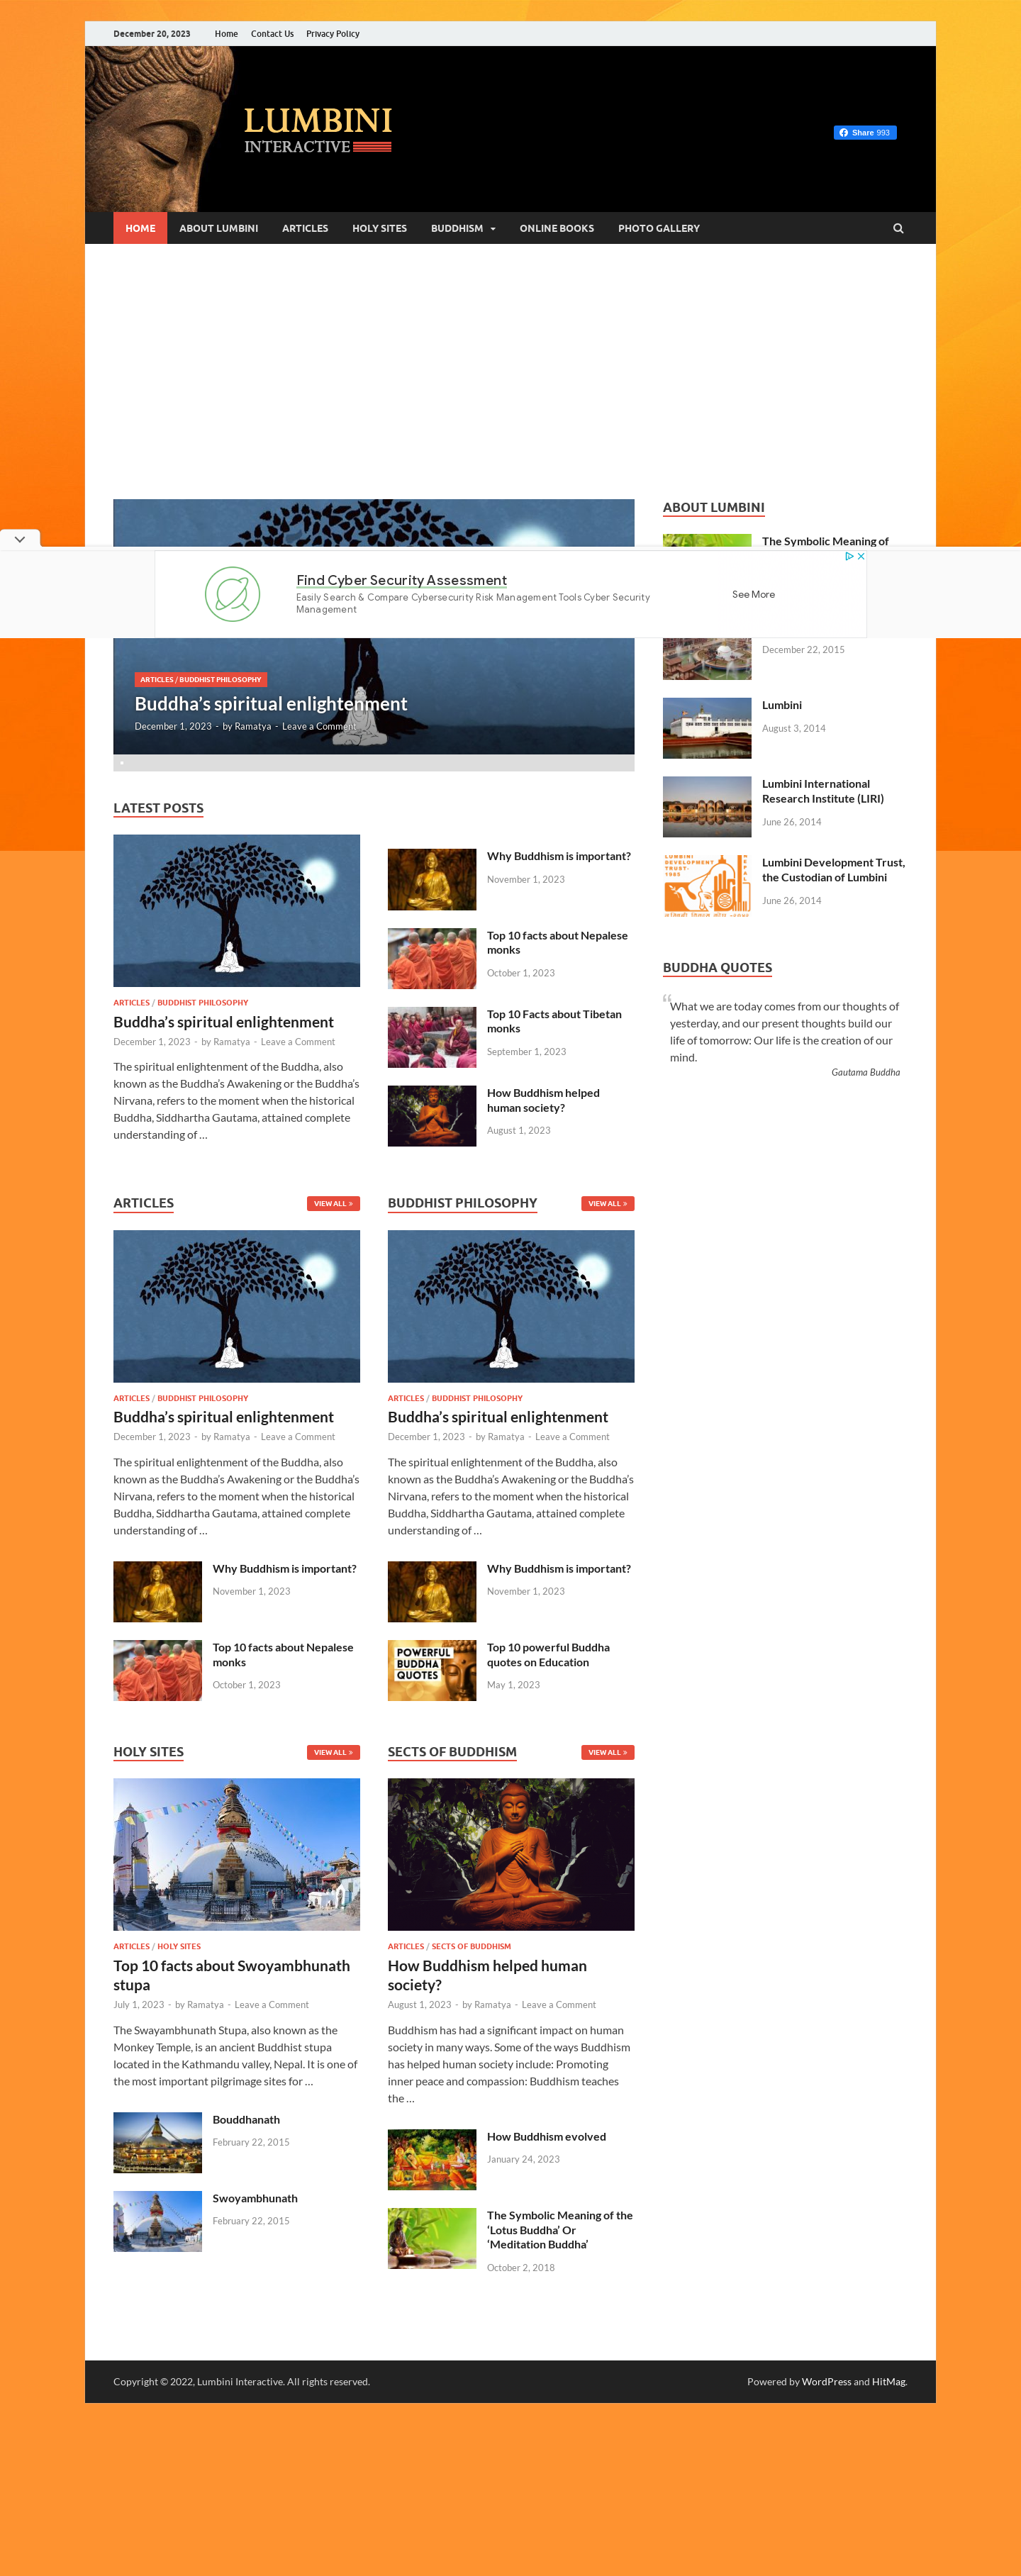 December 20, 2023 Home Contact Us Privacy Policy
LUMBINI
INTERACTIVE
Share 993
HOME ABOUT LUMBINI ARTICLES HOLY SITES BUDDHISM ONLINE BOOKS PHOTO GALLERY
ARTICLES / BUDDHIST PHILOSOPHY
Buddha’s spiritual enlightenment
December 1, 2023 - by Ramatya - Leave a Comment
Find Cyber Security Assessment
Easily Search & Compare Cybersecurity Risk Management Tools Cyber Security
Management
See More
LATEST POSTS
ARTICLES / BUDDHIST PHILOSOPHY
Buddha’s spiritual enlightenment
December 1, 2023 - by Ramatya - Leave a Comment
The spiritual enlightenment of the Buddha, also
known as the Buddha’s Awakening or the Buddha’s
Nirvana, refers to the moment when the historical
Buddha, Siddhartha Gautama, attained complete
understanding of …
Why Buddhism is important?
November 1, 2023
Top 10 facts about Nepalese
monks
October 1, 2023
Top 10 Facts about Tibetan
monks
September 1, 2023
How Buddhism helped
human society?
August 1, 2023
ARTICLES
VIEW ALL »
ARTICLES / BUDDHIST PHILOSOPHY
Buddha’s spiritual enlightenment
December 1, 2023 - by Ramatya - Leave a Comment
The spiritual enlightenment of the Buddha, also
known as the Buddha’s Awakening or the Buddha’s
Nirvana, refers to the moment when the historical
Buddha, Siddhartha Gautama, attained complete
understanding of …
Why Buddhism is important?
November 1, 2023
Top 10 facts about Nepalese
monks
October 1, 2023
BUDDHIST PHILOSOPHY
VIEW ALL »
ARTICLES / BUDDHIST PHILOSOPHY
Buddha’s spiritual enlightenment
December 1, 2023 - by Ramatya - Leave a Comment
The spiritual enlightenment of the Buddha, also
known as the Buddha’s Awakening or the Buddha’s
Nirvana, refers to the moment when the historical
Buddha, Siddhartha Gautama, attained complete
understanding of …
Why Buddhism is important?
November 1, 2023
POWERFUL
BUDDHA
QUOTES
Top 10 powerful Buddha
quotes on Education
May 1, 2023
HOLY SITES
VIEW ALL »
ARTICLES / HOLY SITES
Top 10 facts about Swoyambhunath
stupa
July 1, 2023 - by Ramatya - Leave a Comment
The Swayambhunath Stupa, also known as the
Monkey Temple, is an ancient Buddhist stupa
located in the Kathmandu valley, Nepal. It is one of
the most important pilgrimage sites for …
Bouddhanath
February 22, 2015
Swoyambhunath
February 22, 2015
SECTS OF BUDDHISM
VIEW ALL »
ARTICLES / SECTS OF BUDDHISM
How Buddhism helped human
society?
August 1, 2023 - by Ramatya - Leave a Comment
Buddhism has had a significant impact on human
society in many ways. Some of the ways Buddhism
has helped human society include: Promoting
inner peace and compassion: Buddhism teaches
the …
How Buddhism evolved
January 24, 2023
The Symbolic Meaning of the
‘Lotus Buddha’ Or
‘Meditation Buddha’
October 2, 2018
ABOUT LUMBINI
The Symbolic Meaning of
December 22, 2015
Lumbini
August 3, 2014
Lumbini International
Research Institute (LIRI)
June 26, 2014
LUMBINI
DEVELOPMENT TRUST
1985
Lumbini Development Trust,
the Custodian of Lumbini
June 26, 2014
BUDDHA QUOTES
“
What we are today comes from our thoughts of
yesterday, and our present thoughts build our
life of tomorrow: Our life is the creation of our
mind.
Gautama Buddha
Copyright © 2022, Lumbini Interactive. All rights reserved.
Powered by WordPress and HitMag.